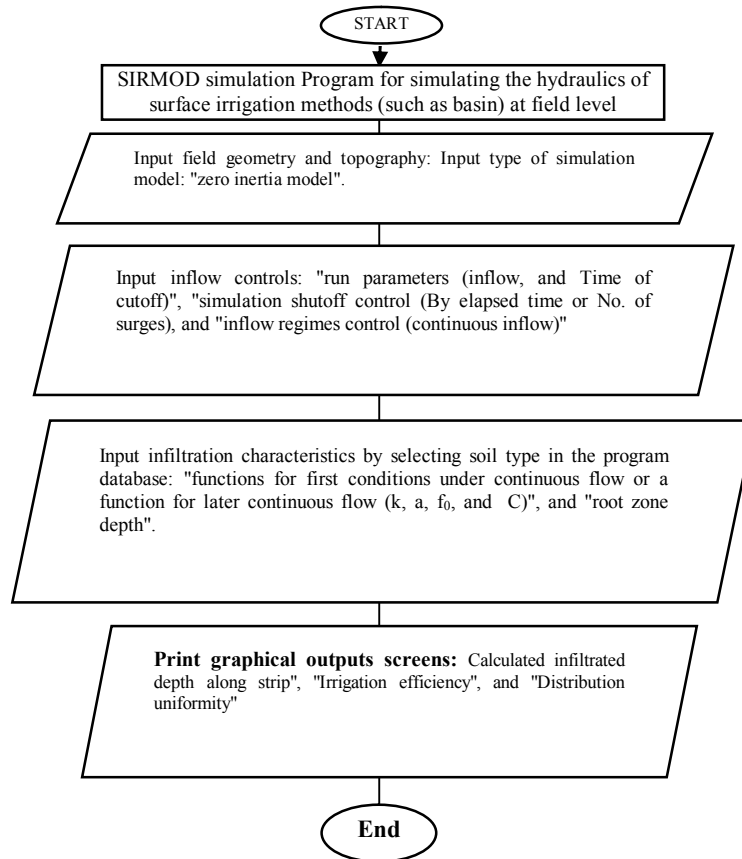 START
SIRMOD simulation Program for simulating the hydraulics of
surface irrigation methods (such as basin) at field level
Input field geometry and topography: Input type of simulation
model: "zero inertia model".
Input inflow controls: "run parameters (inflow, and Time of
cutoff)", "simulation shutoff control (By elapsed time or No. of
surges), and "inflow regimes control (continuous inflow)"
Input infiltration characteristics by selecting soil type in the program
database: "functions for first conditions under continuous flow or a
function for later continuous flow (k, a, f₀, and C)", and "root zone
depth".
Print graphical outputs screens: Calculated infiltrated
depth along strip", "Irrigation efficiency", and "Distribution
uniformity"
End